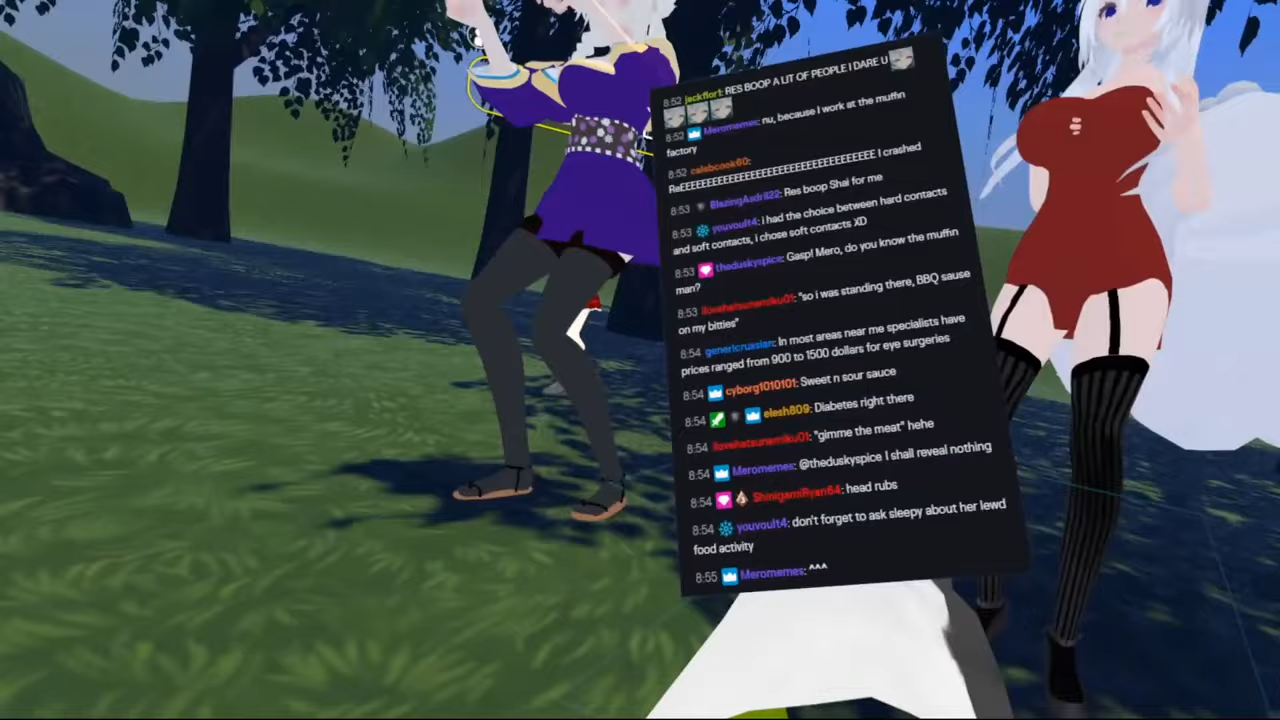 8:52 jackflor1: RES BOOP A LIT OF PEOPLE I DARE U
8:52 Meromemes: nu, because I work at the muffin
factory
8:52 calebcook60:
ReEEEEEEEEEEEEEEEEEEEEEEEEEEEEEEEEEEE I crashed
8:53 BlazingAsdril22: Res boop Shai for me
8:53 youvoult4: i had the choice between hard contacts
and soft contacts, i chose soft contacts XD
8:53 theduskyspice: Gasp! Mero, do you know the muffin
man?
8:53 ilovehatsunemiku01: "so i was standing there, BBQ sause
on my bitties"
8:54 genericrussian: In most areas near me specialists have
prices ranged from 900 to 1500 dollars for eye surgeries
8:54 cyborg1010101: Sweet n sour sauce
8:54 elesh809: Diabetes right there
8:54 ilovehatsunemiku01: "gimme the meat" hehe
8:54 Meromemes: @theduskyspice I shall reveal nothing
8:54 ShinigamiRyan64: head rubs
8:54 youvoult4: don't forget to ask sleepy about her lewd
food activity
8:55 Meromemes: ^^^